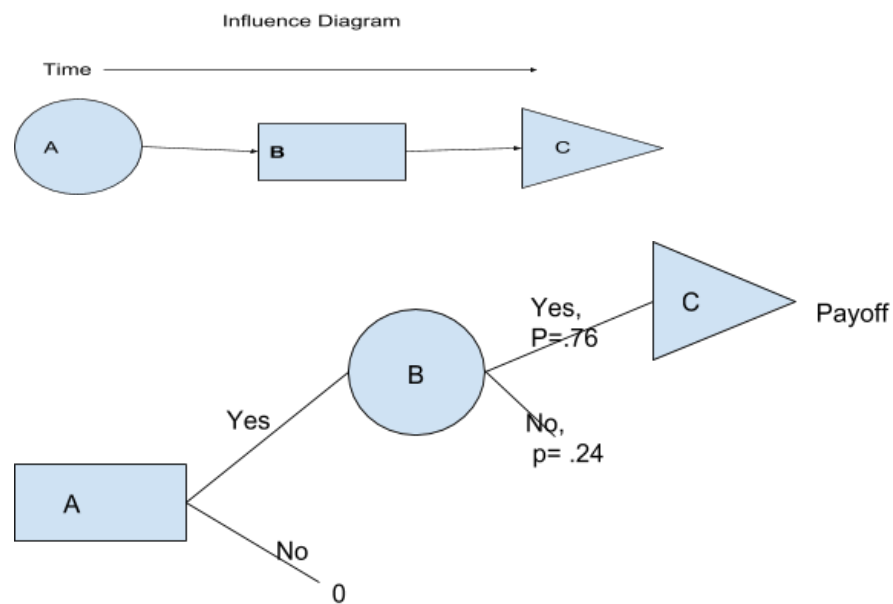 Influence Diagram
Time
A
B
C
Yes,
P=.76
C
Payoff
B
Yes
No,
p= .24
A
No
0